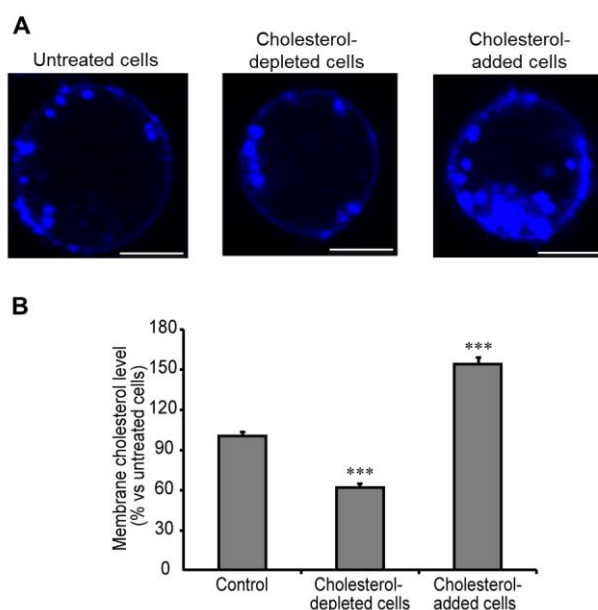 A
Untreated cells
Cholesterol-
depleted cells
Cholesterol-
added cells
B
Membrane cholesterol level
(% vs untreated cells)
180
150
120
90
60
30
0
***
***
Control
Cholesterol-
depleted cells
Cholesterol-
added cells